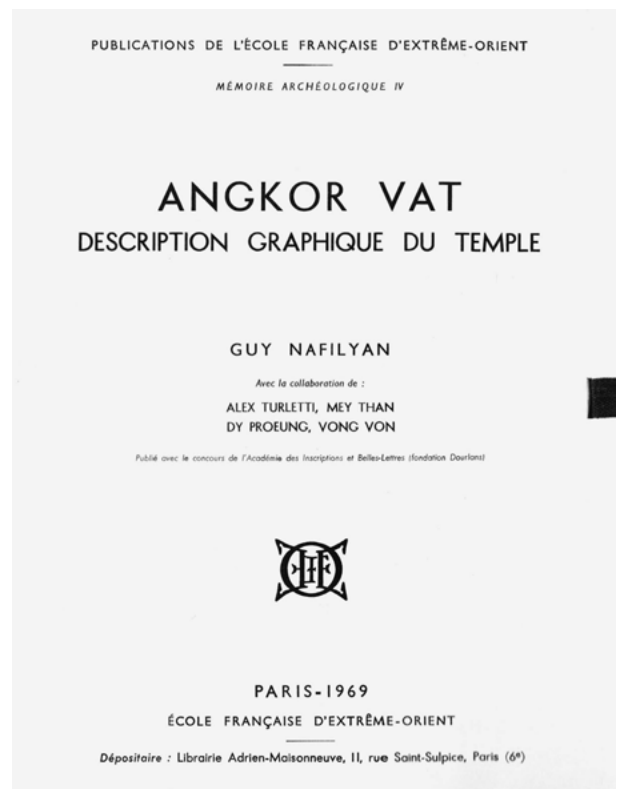 PUBLICATIONS DE L'ÉCOLE FRANÇAISE D'EXTRÊME-ORIENT
MÉMOIRE ARCHÉOLOGIQUE IV
ANGKOR VAT
DESCRIPTION GRAPHIQUE DU TEMPLE
GUY NAFILYAN
Avec la collaboration de :
ALEX TURLETTI, MEY THAN
DY PROEUNG, VONG VON
Publié avec le concours de l'Académie des Inscriptions et Belles-Lettres (fondation Dourlans)
PARIS-1969
ÉCOLE FRANÇAISE D'EXTRÊME-ORIENT
Dépositaire : Librairie Adrien-Maisonneuve, II, rue Saint-Sulpice, Paris (6e)